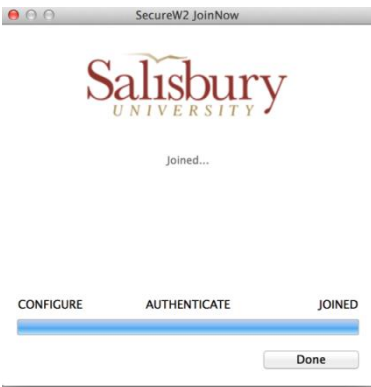 SecureW2 JoinNow
Salisbury
UNIVERSITY
Joined...
CONFIGURE AUTHENTICATE JOINED
Done